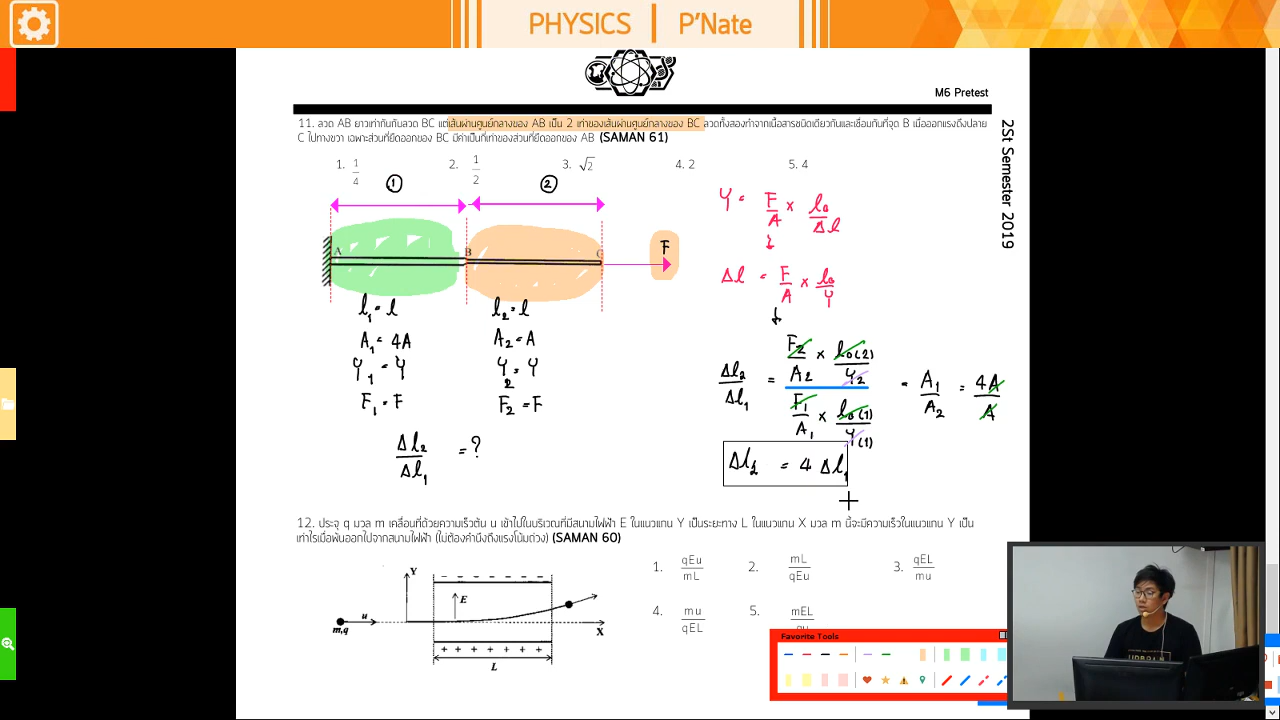 PHYSICS | P'Nate
M6 Pretest
2St Semester 2019
11. ลวด AB ยาวเท่ากันกับลวด BC แต่เส้นผ่านศูนย์กลางของ AB เป็น 2 เท่าของเส้นผ่านศูนย์กลางของ BC ลวดทั้งสองทำจากเนื้อสารชนิดเดียวกันและเชื่อมกันที่จุด B เมื่อออกแรงดึงปลาย
C ไปทางขวา เฉพาะส่วนที่ยืดออกของ BC มีค่าเป็นกี่เท่าของส่วนที่ยืดออกของ AB (SAMAN 61)
1. 1/4 2. 1/2 3. √2 4. 2 5. 4
① ②
A B C F
l₁ = l l₂ = l
A₁ = 4A A₂ = A
Y₁ = Y Y₂ = Y
F₁ = F F₂ = F
Δl₂/Δl₁ = ?
Y = F/A × l₀/Δl
Δl = F/A × l₀/Y
Δl₂/Δl₁ = (F₂/A₂ × l₀(2)/Y₂)/(F₁/A₁ × l₀(1)/Y(1)) = A₁/A₂ = 4A/A
Δl₂ = 4 Δl₁
12. ประจุ q มวล m เคลื่อนที่ด้วยความเร็วต้น u เข้าไปในบริเวณที่มีสนามไฟฟ้า E ในแนวแกน Y เป็นระยะทาง L ในแนวแกน X มวล m นี้จะมีความเร็วในแนวแกน Y เป็น
เท่าไรเมื่อพ้นออกไปจากสนามไฟฟ้า (ไม่ต้องคำนึงถึงแรงโน้มถ่วง) (SAMAN 60)
1. qEu/mL 2. mL/qEu 3. qEL/mu
4. mu/qEL 5. mEL
Y
E
u
m,q
X
L
Favorite Tools